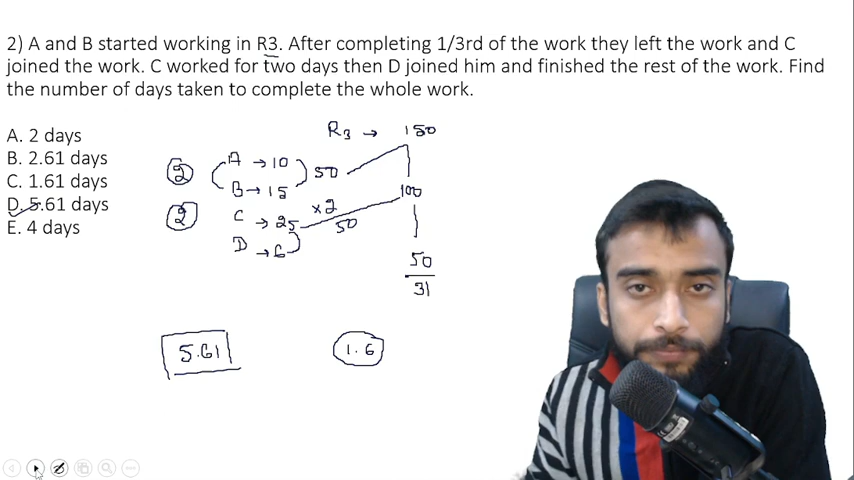 2) A and B started working in R3. After completing 1/3rd of the work they left the work and C
joined the work. C worked for two days then D joined him and finished the rest of the work. Find
the number of days taken to complete the whole work.
A. 2 days
B. 2.61 days
C. 1.61 days
D. 5.61 days
E. 4 days
R3 → 150
2 A → 10
50
B → 15
100
2 C → 25 ×2
50
D → 6
50
31
5.61
1.6